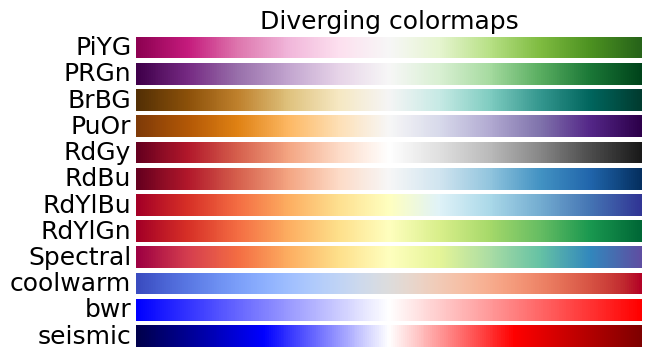 Diverging colormaps
PiYG
PRGn
BrBG
PuOr
RdGy
RdBu
RdYlBu
RdYlGn
Spectral
coolwarm
bwr
seismic